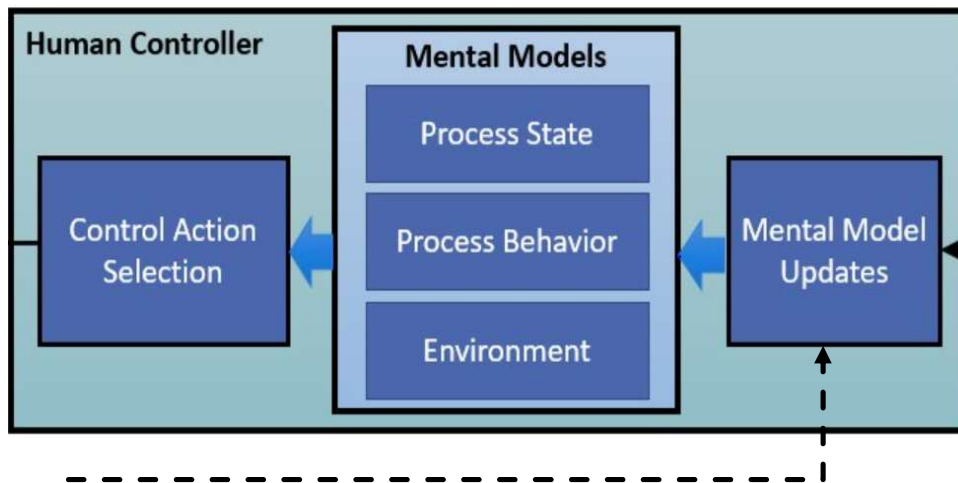 Human Controller
Mental Models
Process State
Process Behavior
Environment
Control Action
Selection
Mental Model
Updates